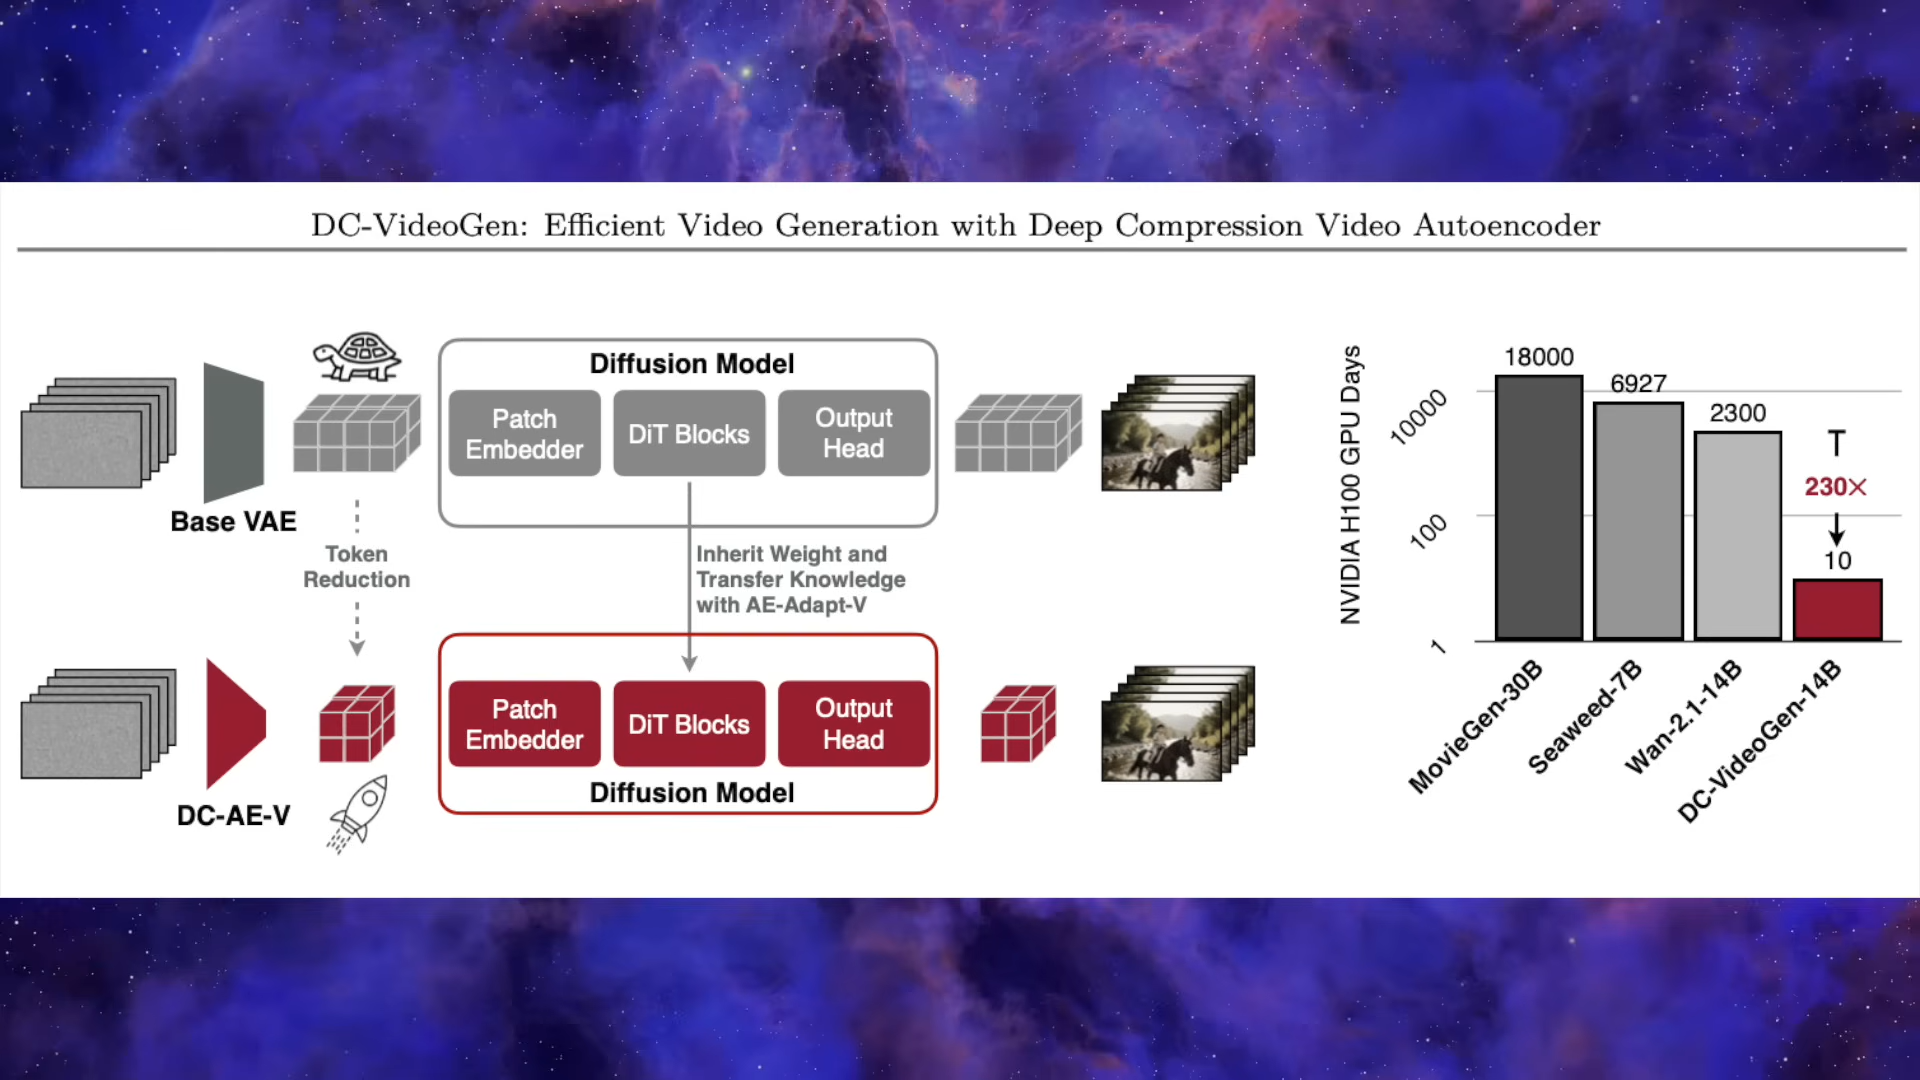 DC-VideoGen: Efficient Video Generation with Deep Compression Video Autoencoder
Base VAE
Diffusion Model
Patch
Embedder
DiT Blocks
Output
Head
Token
Reduction
Inherit Weight and
Transfer Knowledge
with AE-Adapt-V
DC-AE-V
Patch
Embedder
DiT Blocks
Output
Head
Diffusion Model
NVIDIA H100 GPU Days
10000
100
1
18000
6927
2300
230×
10
MovieGen-30B
Seaweed-7B
Wan-2.1-14B
DC-VideoGen-14B